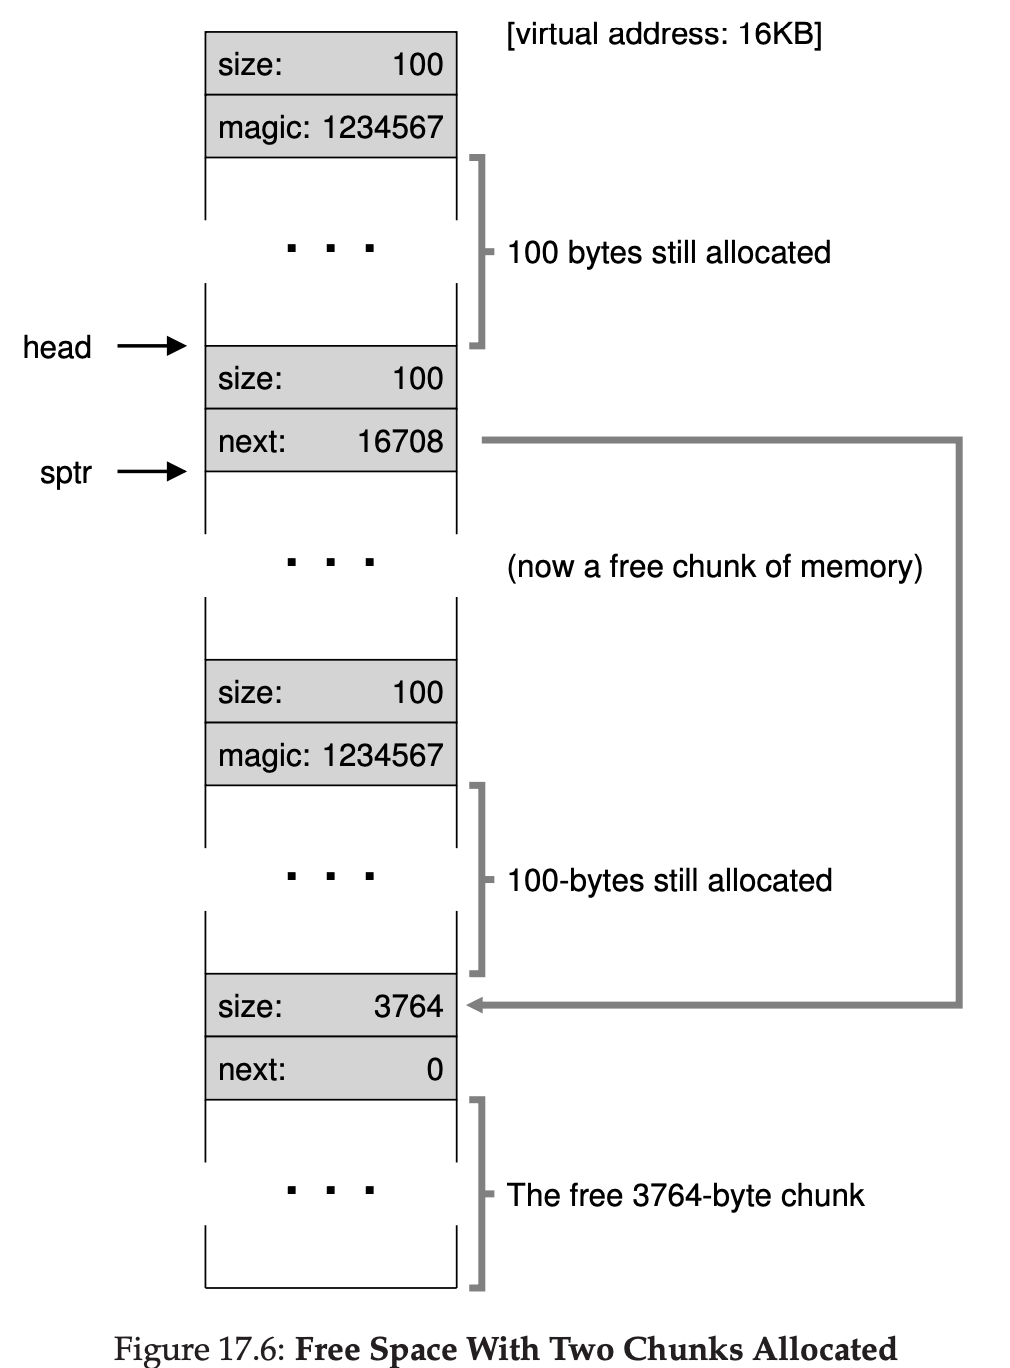 [virtual address: 16KB]
size: 100
magic: 1234567
100 bytes still allocated
head
size: 100
next: 16708
sptr
(now a free chunk of memory)
size: 100
magic: 1234567
100-bytes still allocated
size: 3764
next: 0
The free 3764-byte chunk
Figure 17.6: Free Space With Two Chunks Allocated